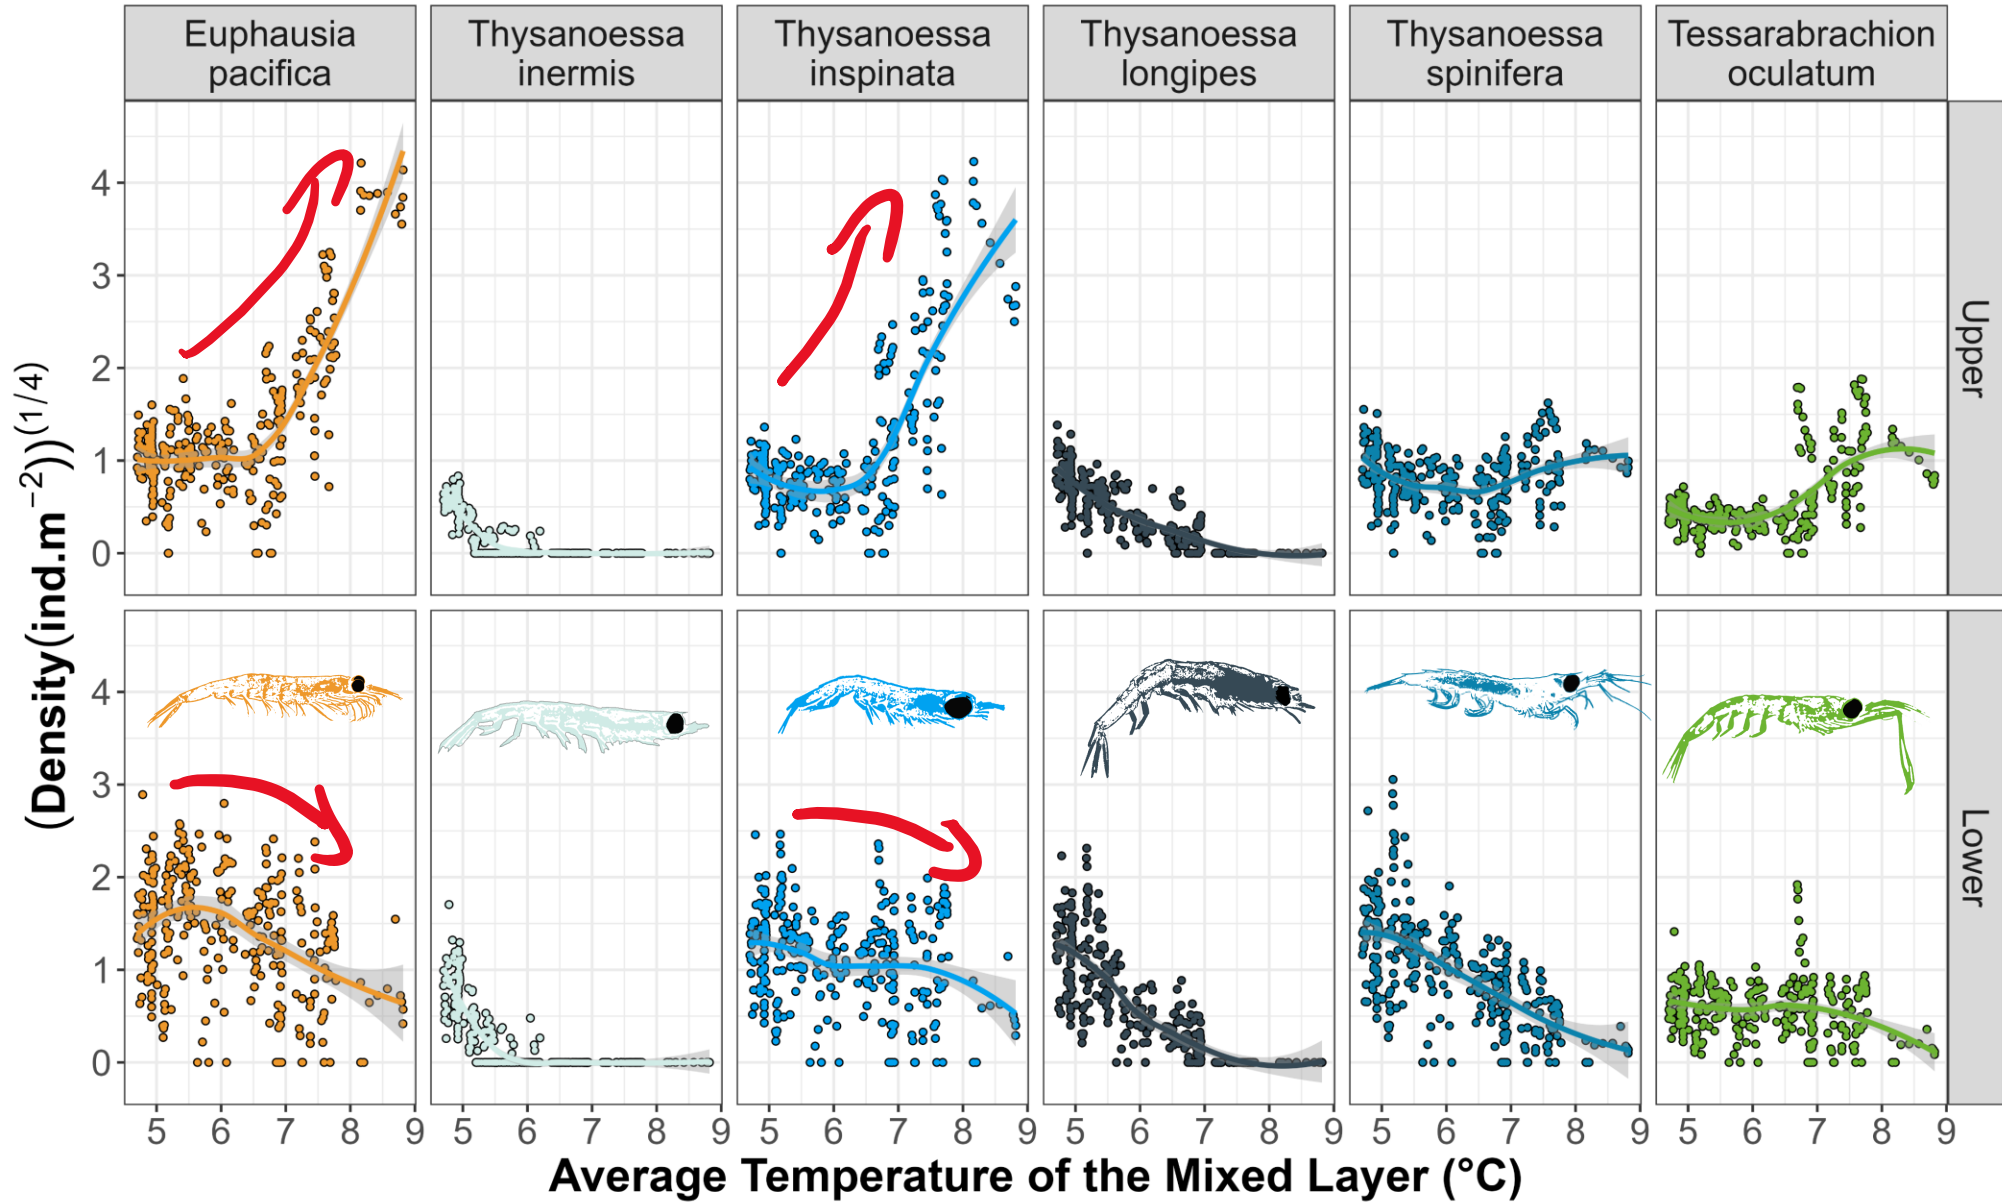 Euphausia
pacifica
Thysanoessa
inermis
Thysanoessa
inspinata
Thysanoessa
longipes
Thysanoessa
spinifera
Tessarabrachion
oculatum
(Density(ind.m⁻²))^(1/4)
4
3
2
1
0
Upper
4
3
2
1
0
Lower
5 6 7 8 9
5 6 7 8 9
5 6 7 8 9
5 6 7 8 9
5 6 7 8 9
5 6 7 8 9
Average Temperature of the Mixed Layer (°C)